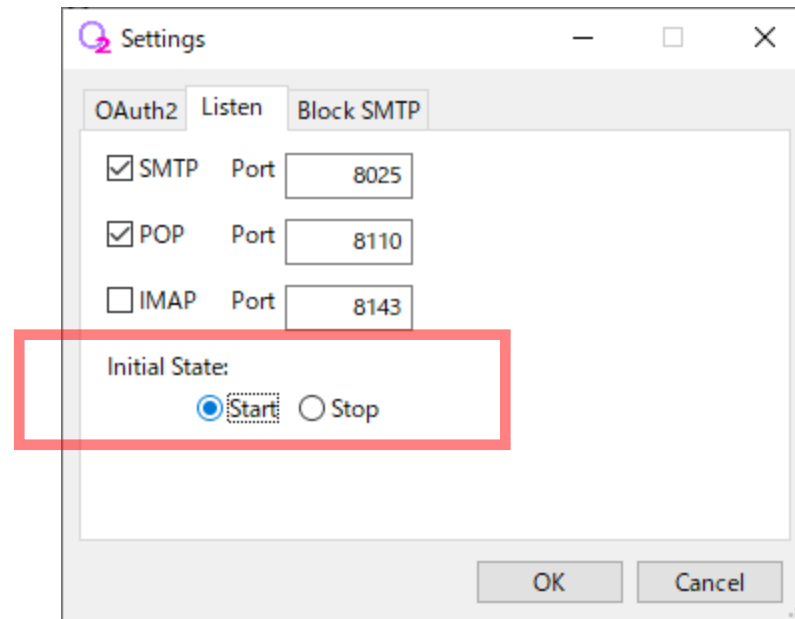 Settings
OAuth2 Listen Block SMTP
SMTP Port 8025
POP Port 8110
IMAP Port 8143
Initial State:
Start Stop
OK Cancel